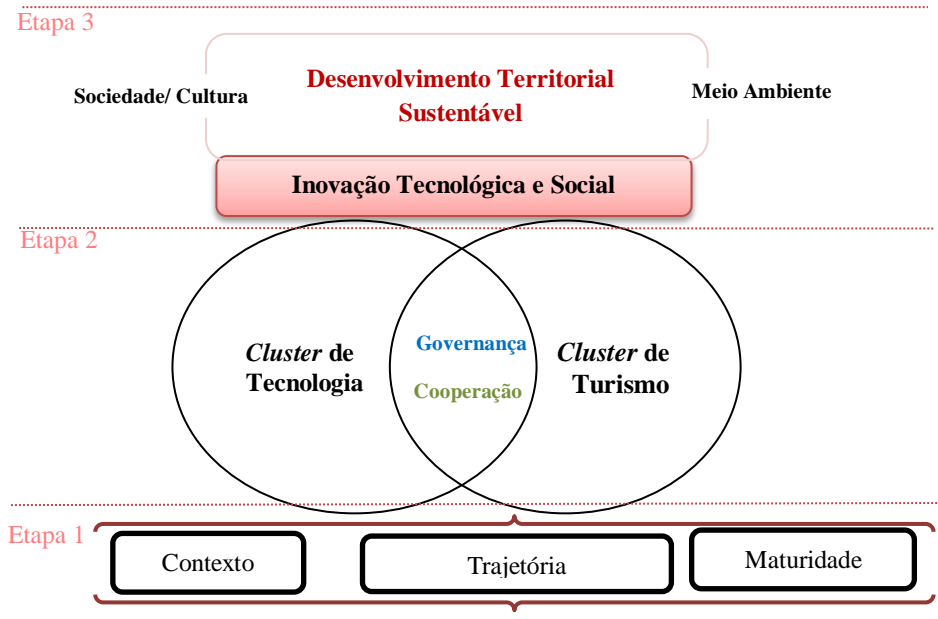 Etapa 3
Desenvolvimento Territorial
Sustentável
Sociedade/ Cultura
Meio Ambiente
Inovação Tecnológica e Social
Etapa 2
Cluster de
Tecnologia
Governança
Cooperação
Cluster de
Turismo
Etapa 1
Contexto
Trajetória
Maturidade